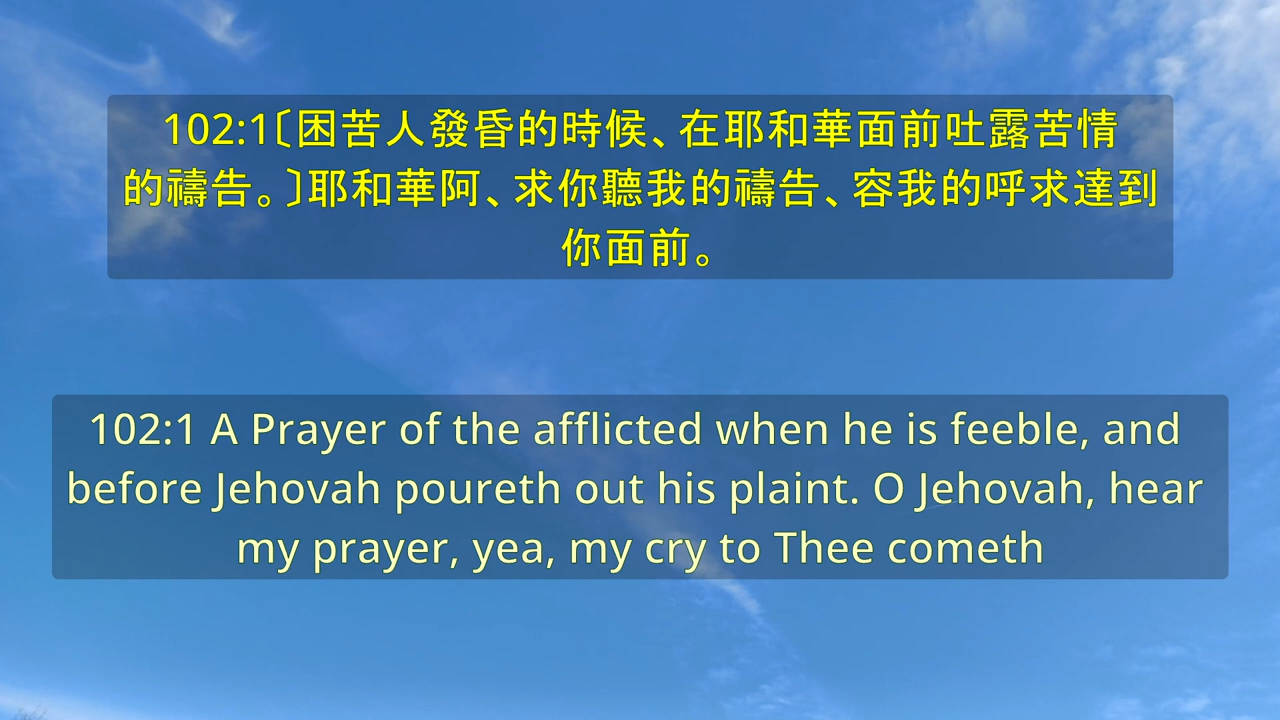 102:1〔困苦人發昏的時候、在耶和華面前吐露苦情
的禱告。〕耶和華阿、求你聽我的禱告、容我的呼求達到
你面前。
102:1 A Prayer of the afflicted when he is feeble, and
before Jehovah poureth out his plaint. O Jehovah, hear
my prayer, yea, my cry to Thee cometh